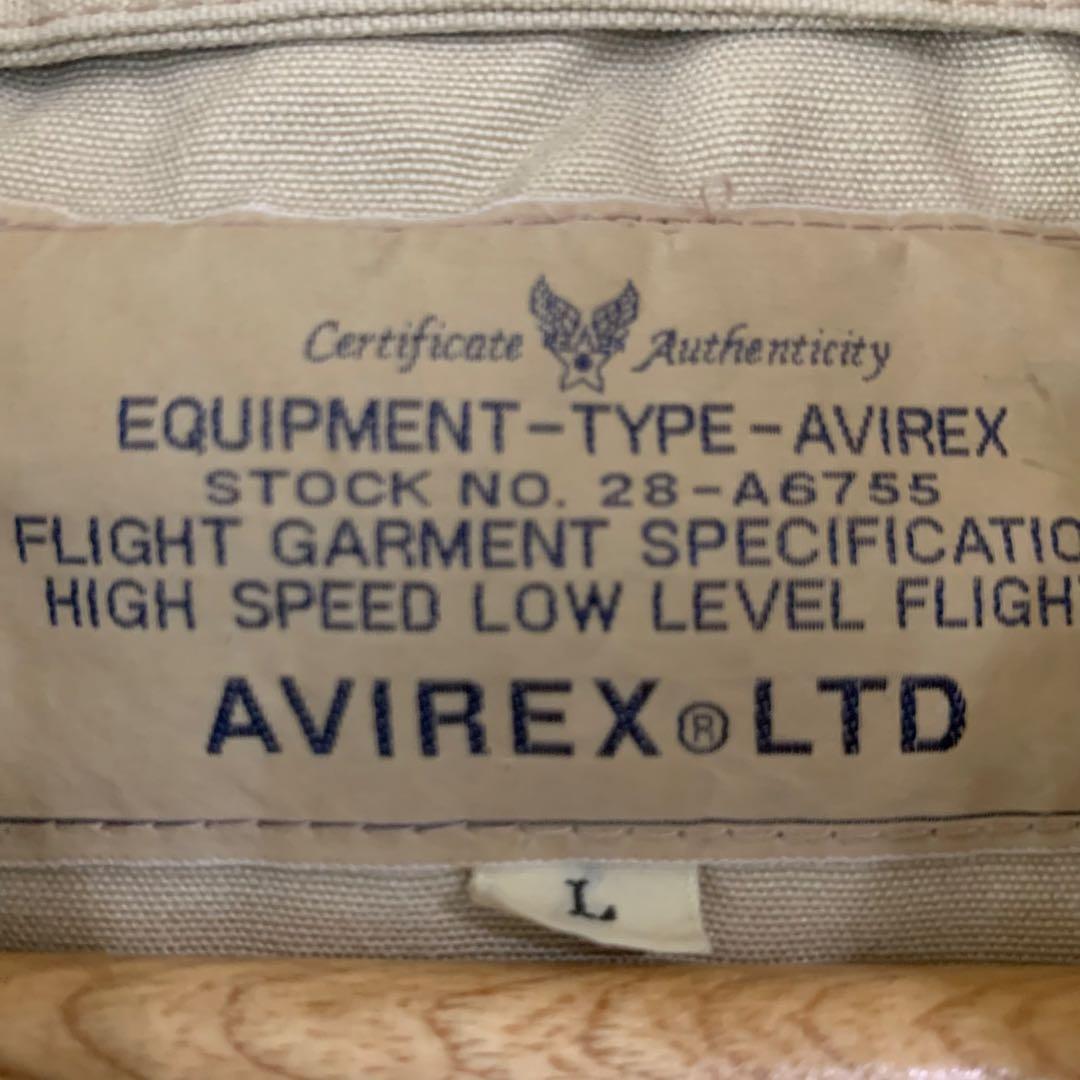 Certificate Authenticity
EQUIPMENT-TYPE-AVIREX
STOCK NO. 28-A6755
FLIGHT GARMENT SPECIFICATIO
HIGH SPEED LOW LEVEL FLIGH
AVIREX® LTD
L